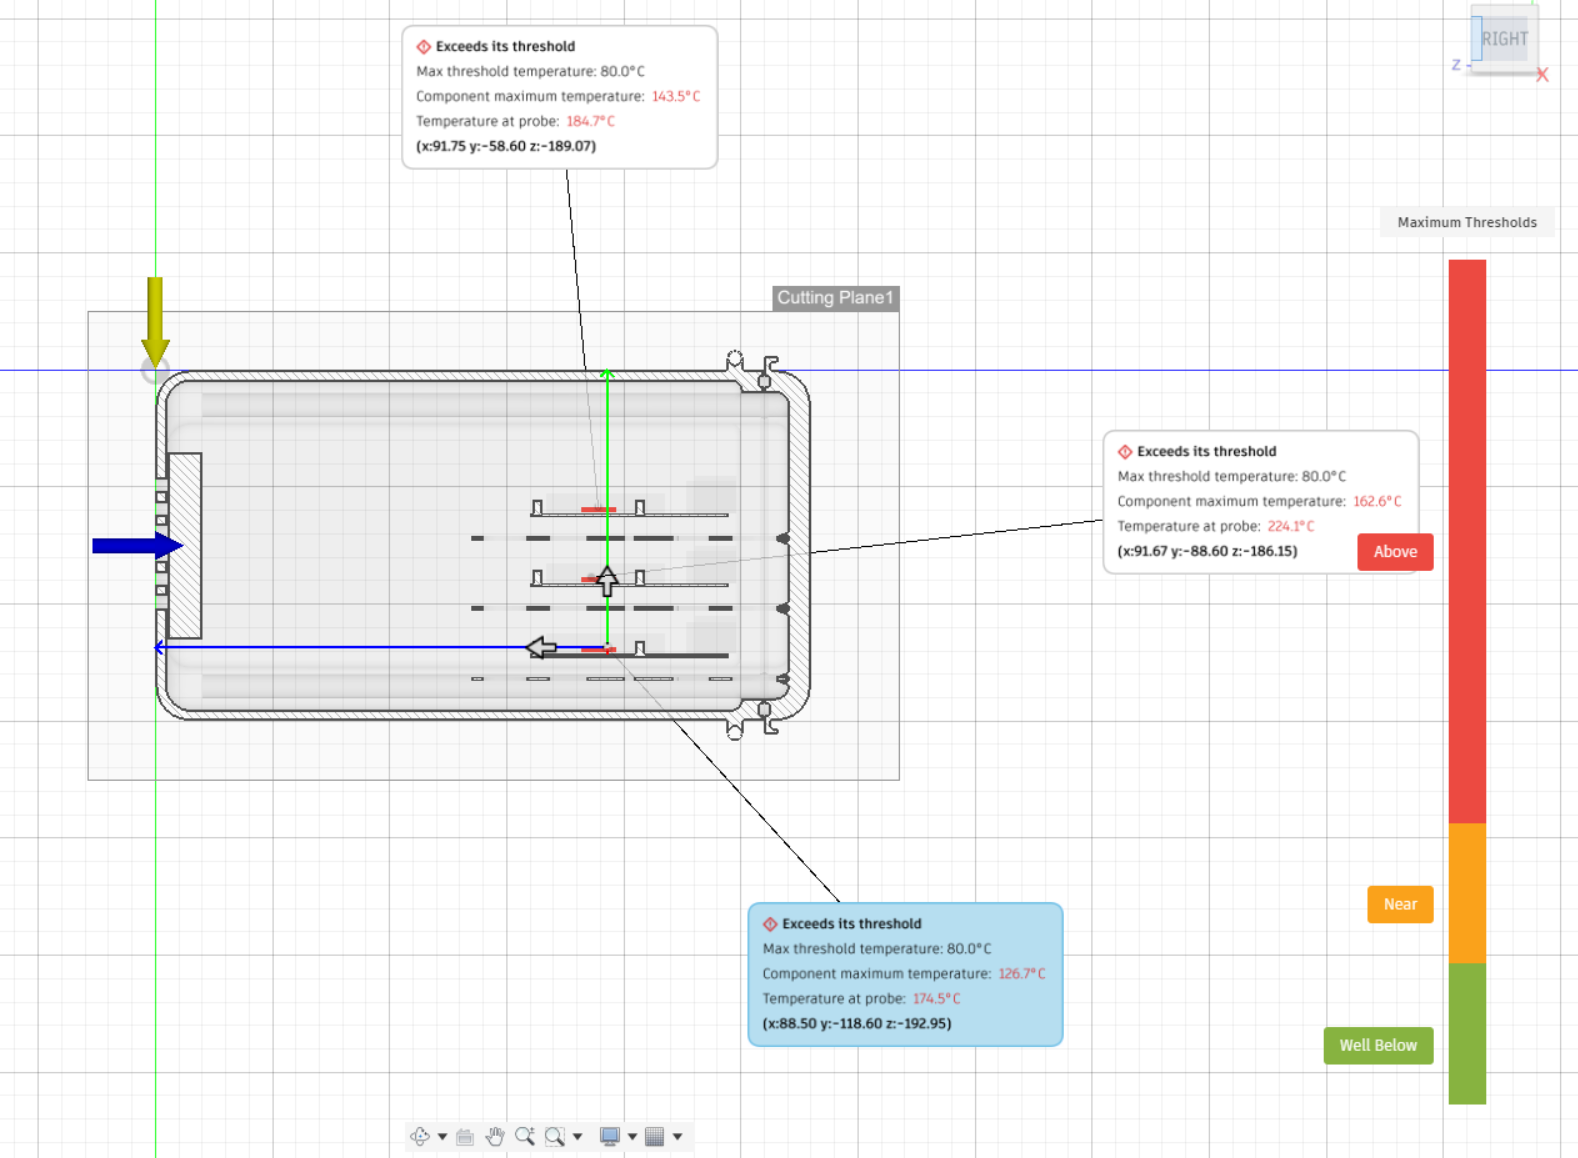 Exceeds its threshold
Max threshold temperature: 80.0°C
Component maximum temperature: 143.5°C
Temperature at probe: 184.7°C
(x:91.75 y:-58.60 z:-189.07)
RIGHT
Z
X
Maximum Thresholds
Cutting Plane1
Exceeds its threshold
Max threshold temperature: 80.0°C
Component maximum temperature: 162.6°C
Temperature at probe: 224.1°C
(x:91.67 y:-88.60 z:-186.15)
Above
Near
Exceeds its threshold
Max threshold temperature: 80.0°C
Component maximum temperature: 126.7°C
Temperature at probe: 174.5°C
(x:88.50 y:-118.60 z:-192.95)
Well Below